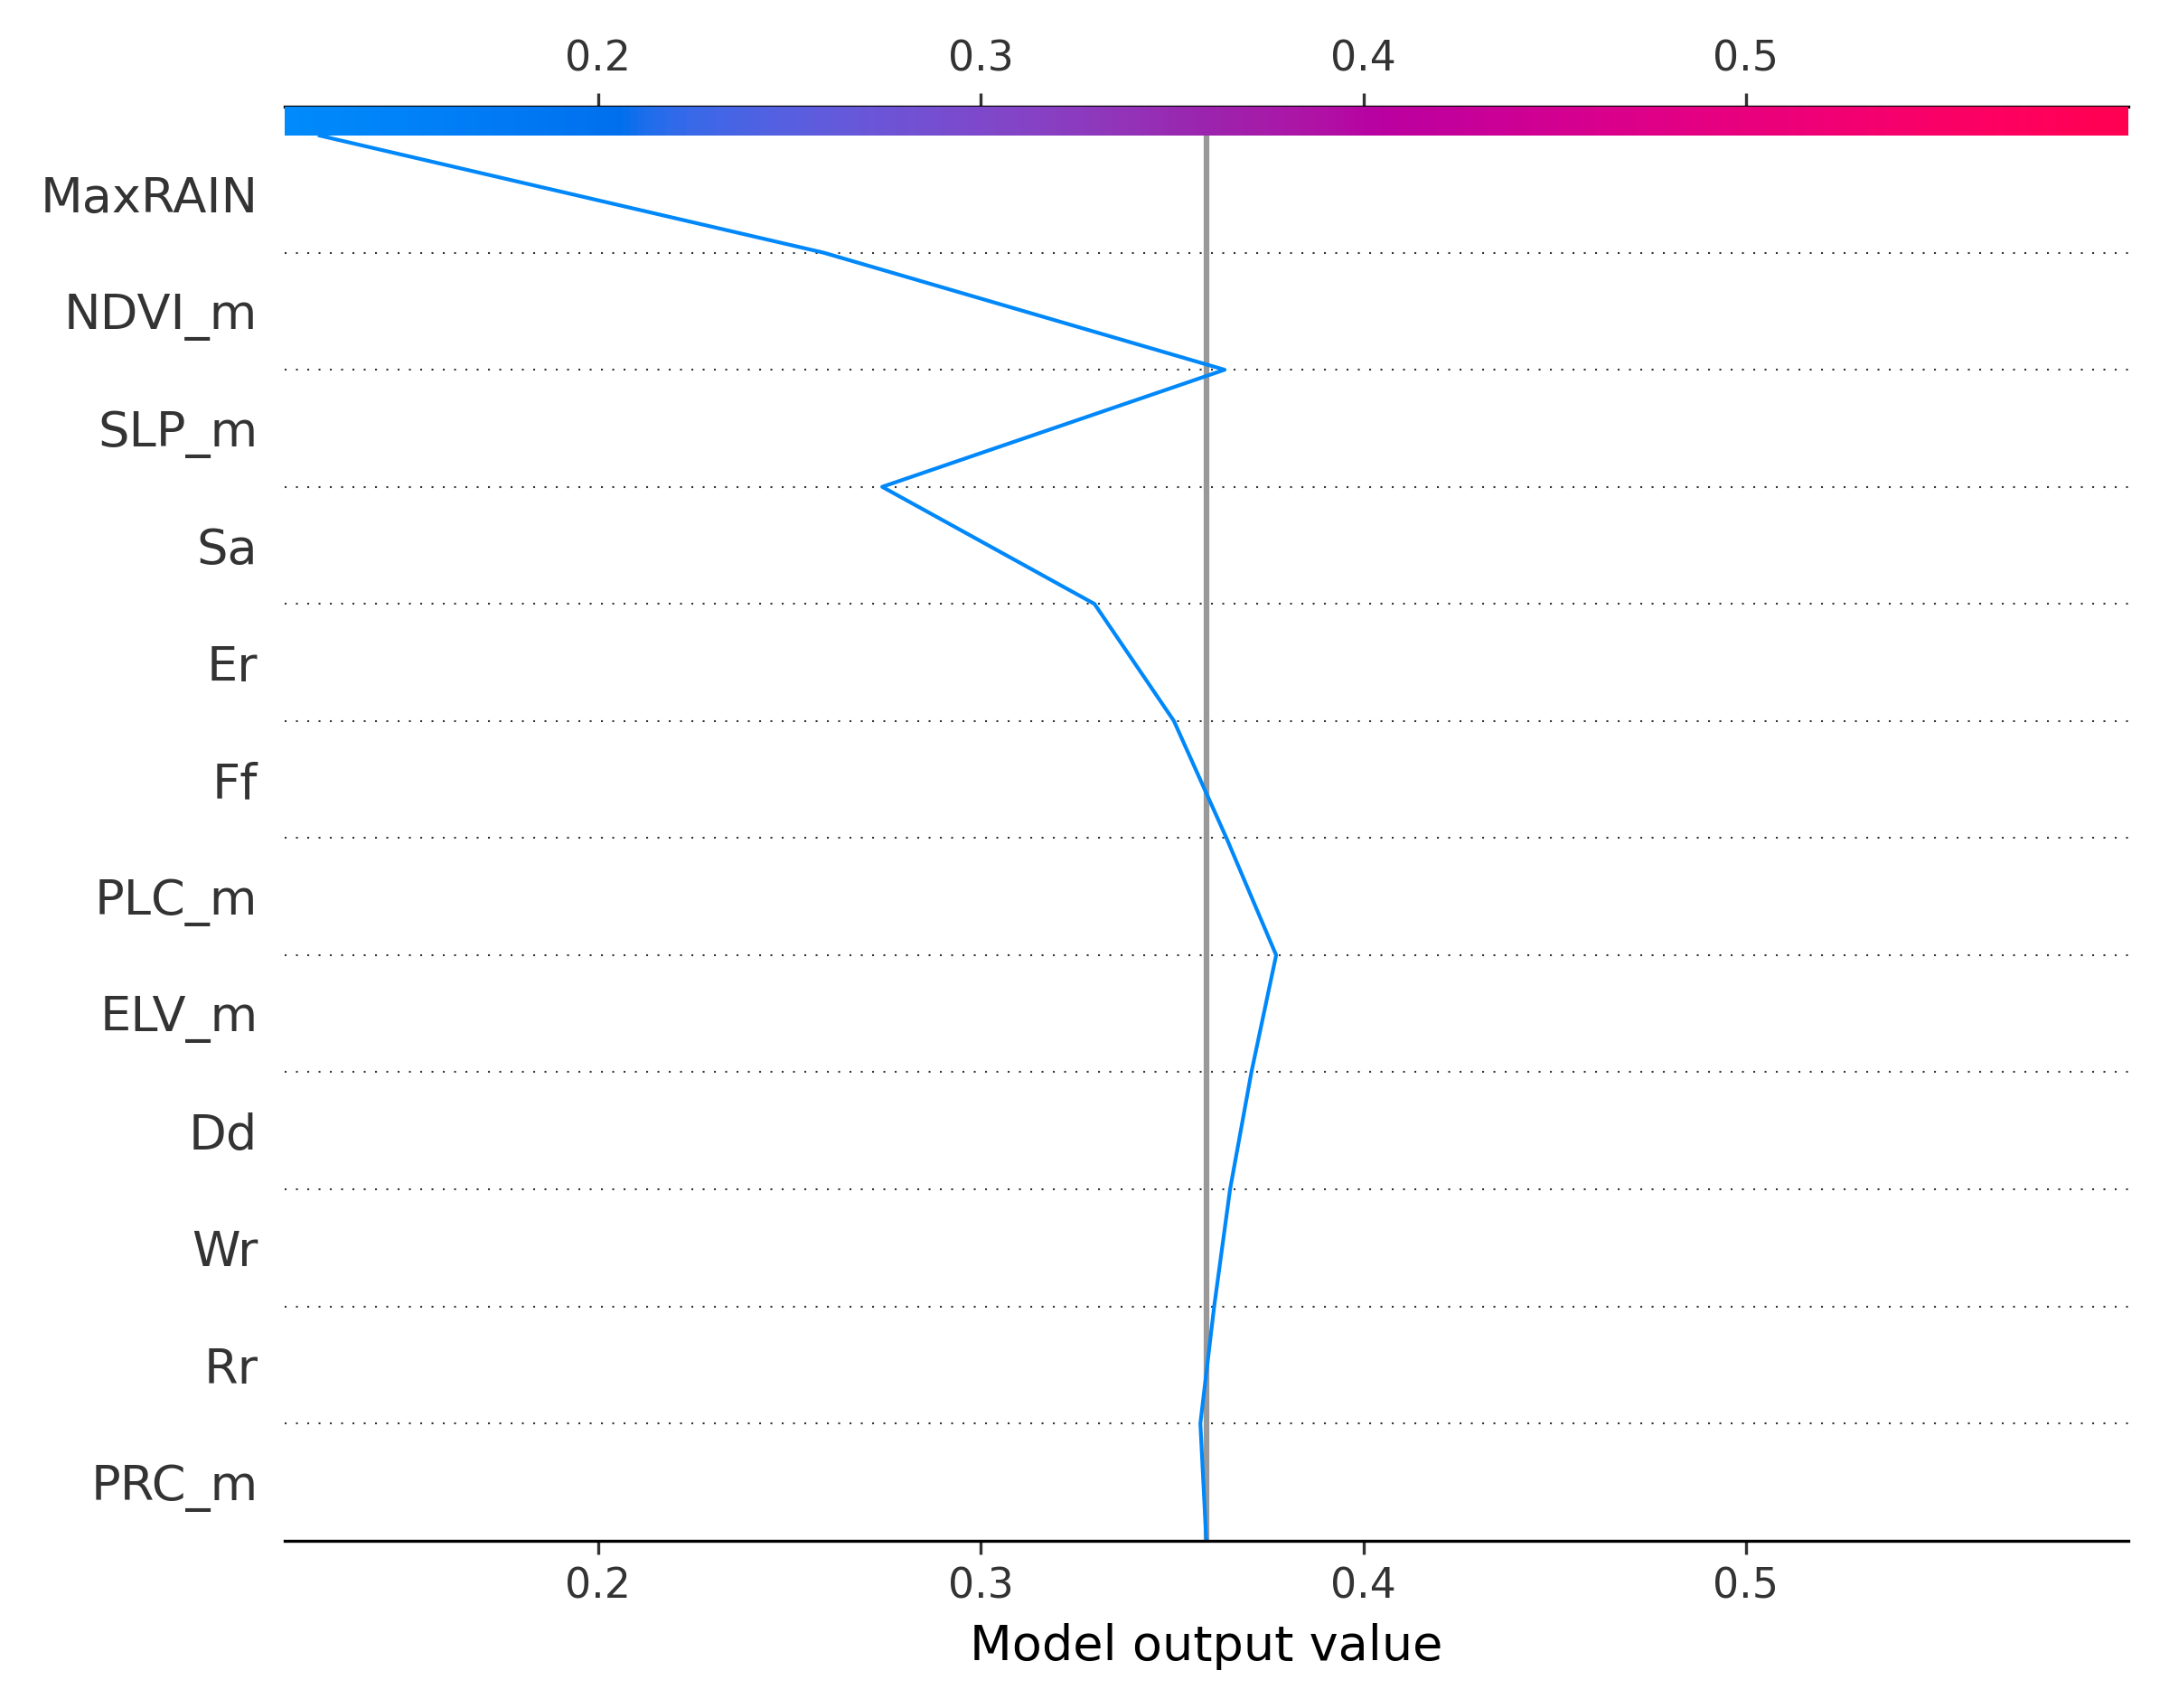 0.2 0.3 0.4 0.5
MaxRAIN
NDVI_m
SLP_m
Sa
Er
Ff
PLC_m
ELV_m
Dd
Wr
Rr
PRC_m
0.2 0.3 0.4 0.5
Model output value